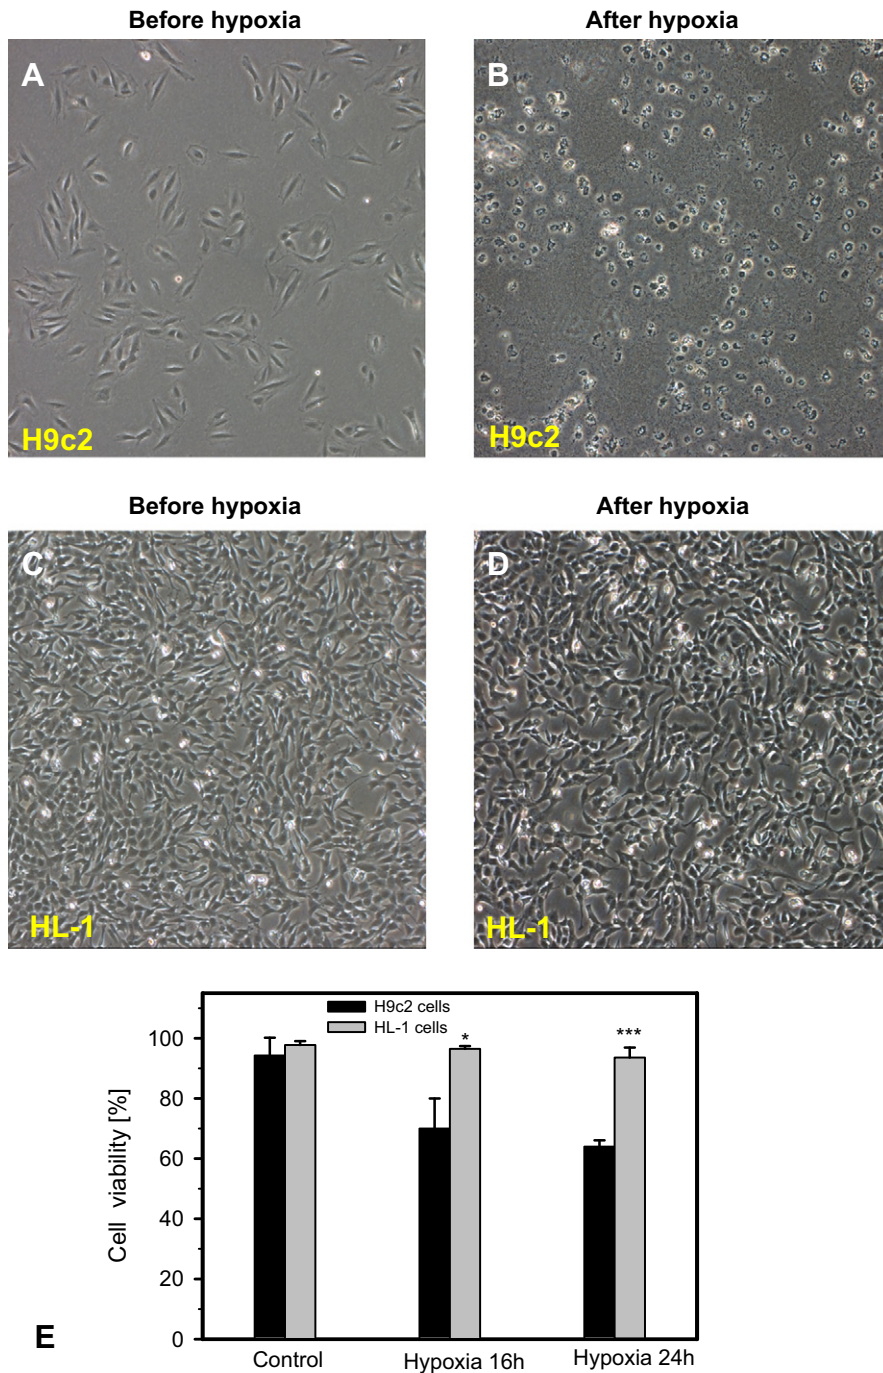 Before hypoxia
After hypoxia
A
B
H9c2
H9c2
Before hypoxia
After hypoxia
C
D
HL-1
HL-1
H9c2 cells
HL-1 cells
*
***
100
80
60
40
20
0
Cell viability [%]
Control
Hypoxia 16h
Hypoxia 24h
E